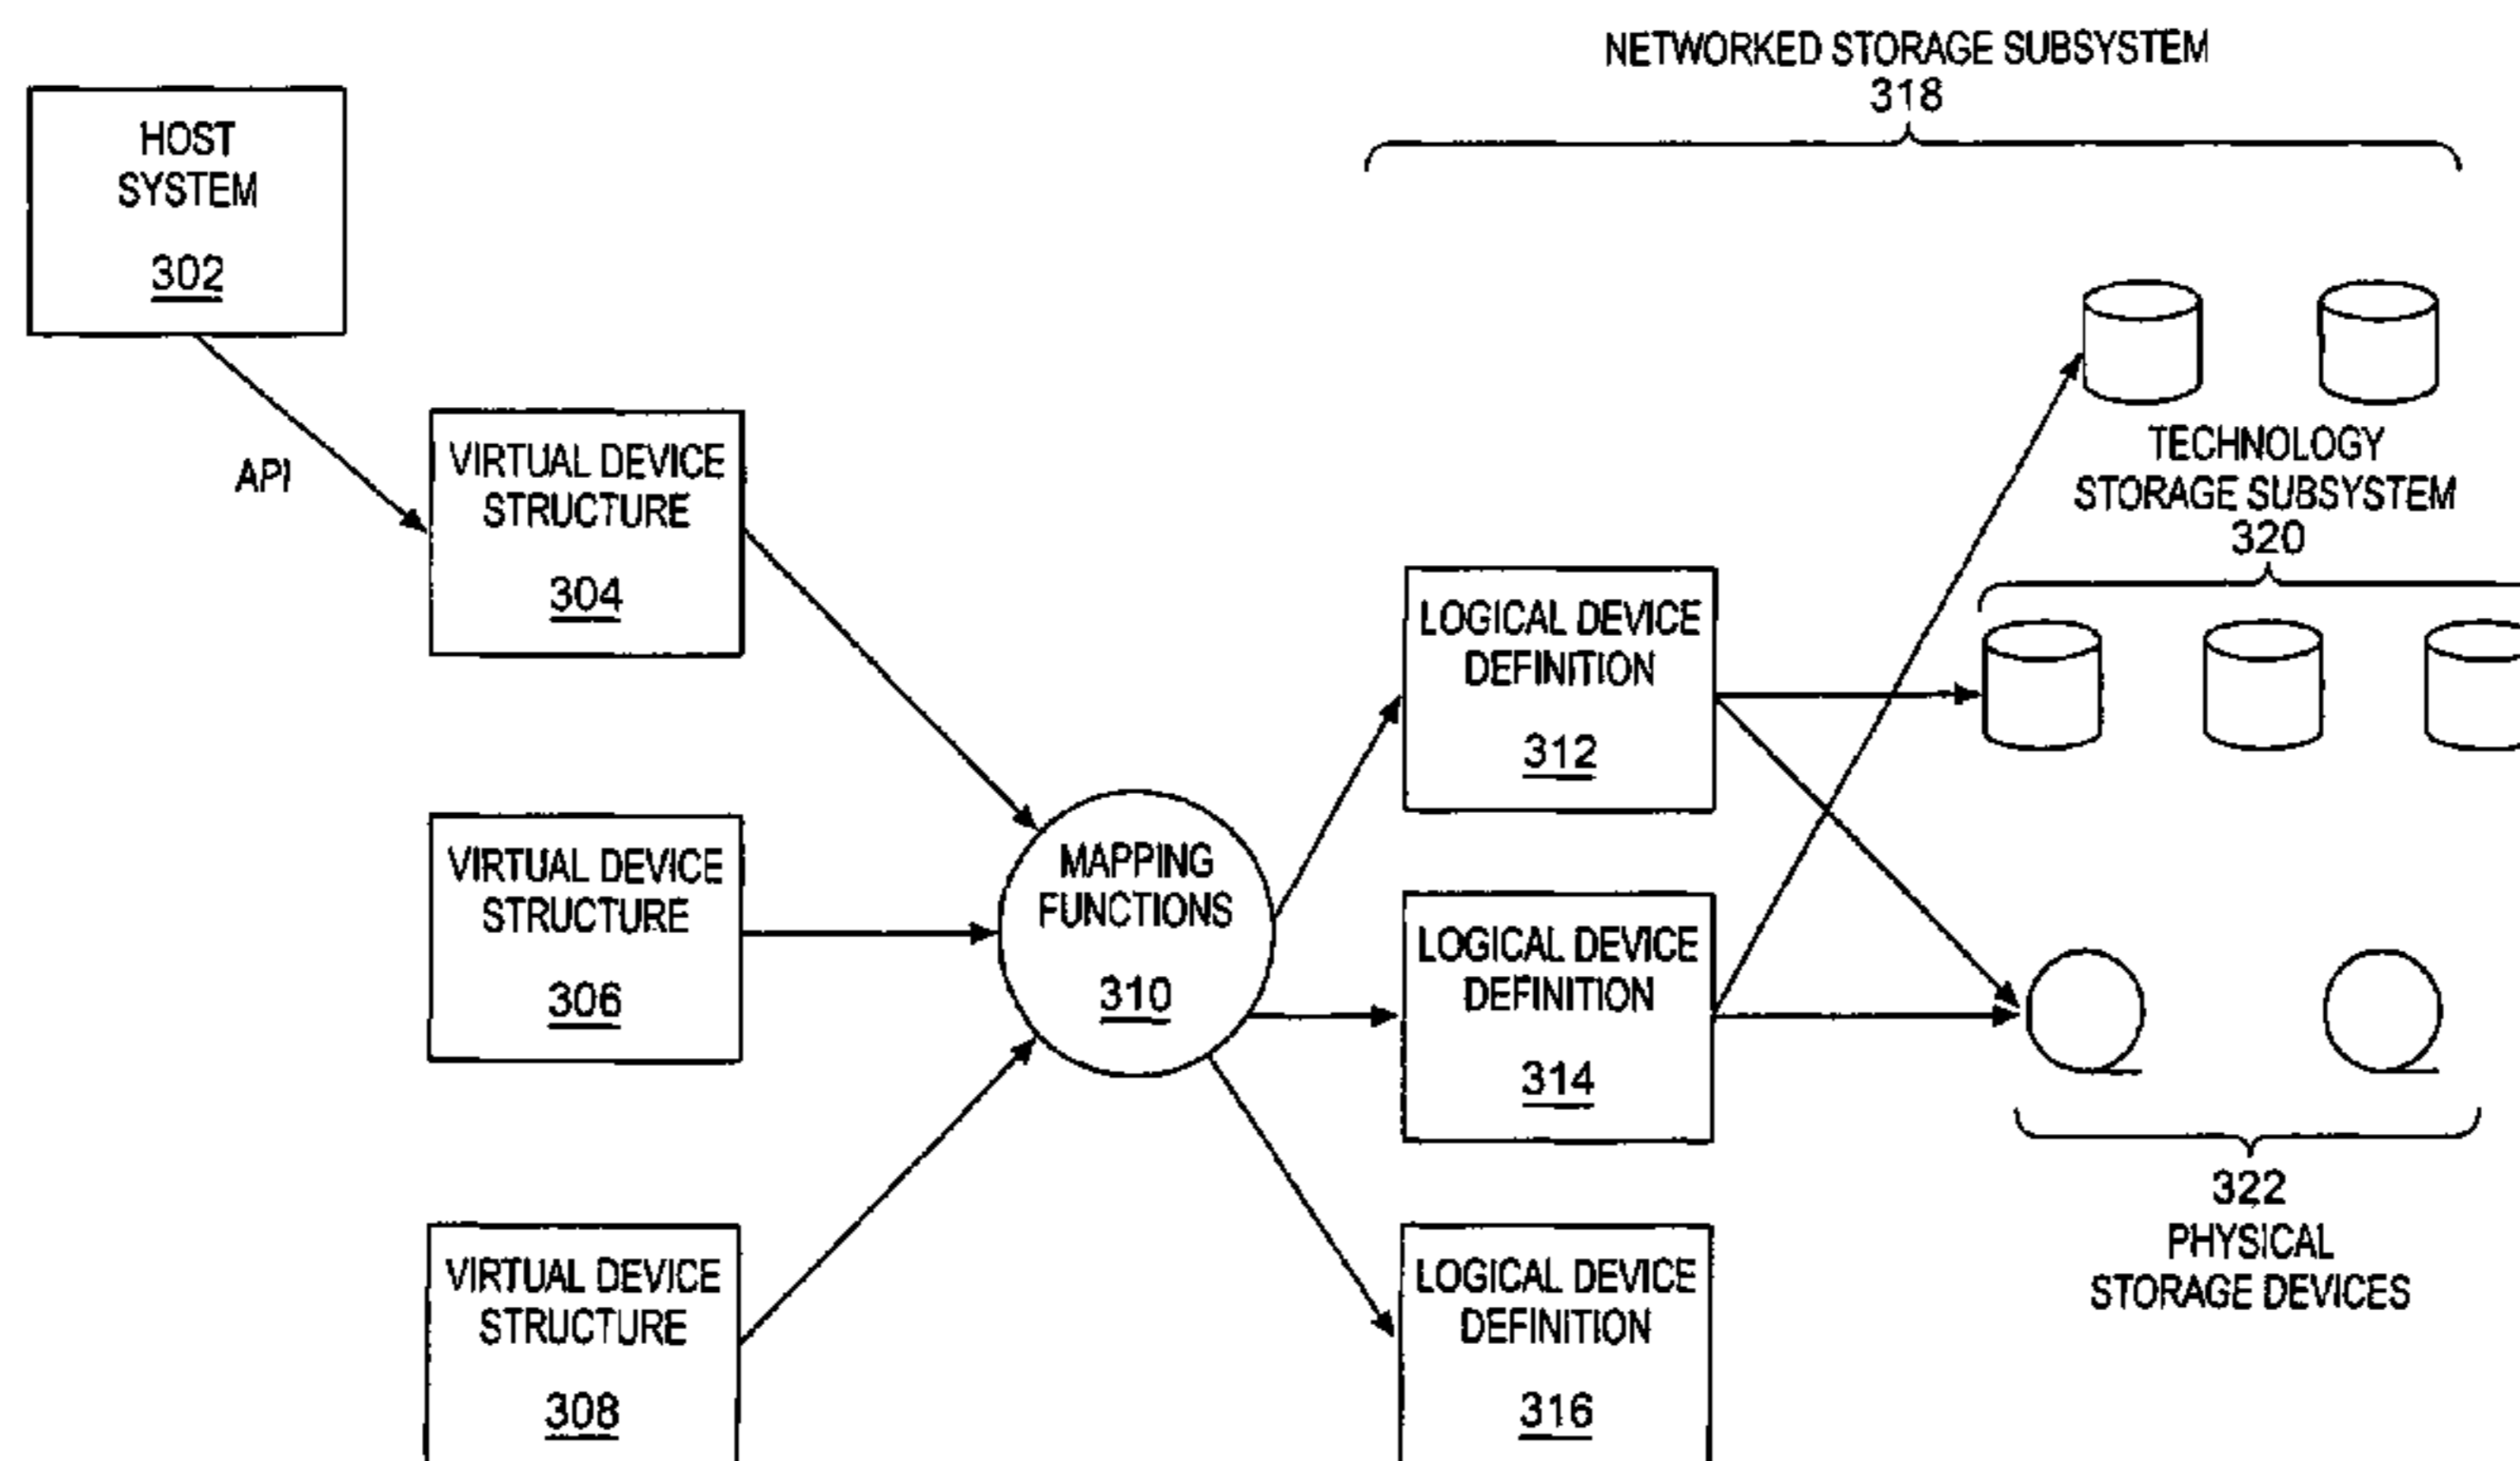 NETWORKED STORAGE SUBSYSTEM
318
HOST
SYSTEM
302
API
VIRTUAL DEVICE
STRUCTURE
304
VIRTUAL DEVICE
STRUCTURE
306
VIRTUAL DEVICE
STRUCTURE
308
MAPPING
FUNCTIONS
310
LOGICAL DEVICE
DEFINITION
312
LOGICAL DEVICE
DEFINITION
314
LOGICAL DEVICE
DEFINITION
316
TECHNOLOGY
STORAGE SUBSYSTEM
320
322
PHYSICAL
STORAGE DEVICES